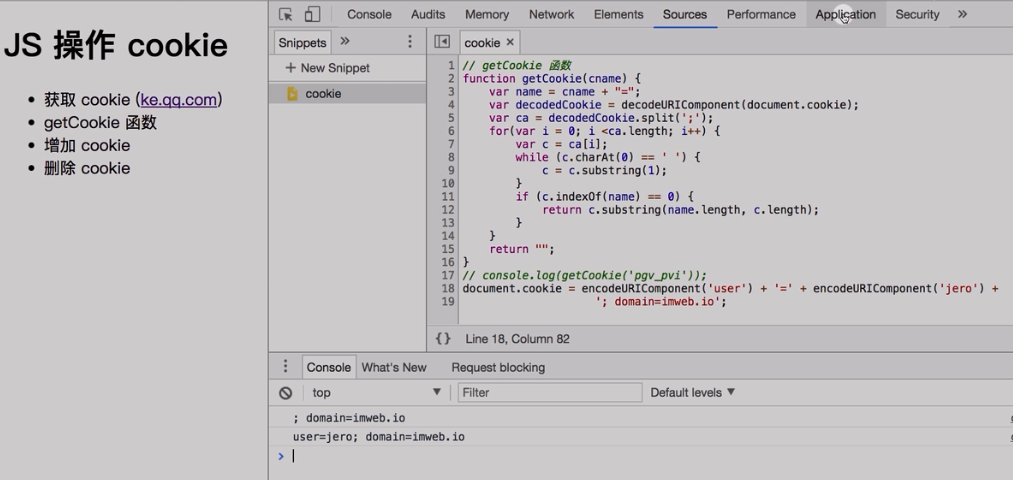 JS 操作 cookie
获取 cookie (ke.qq.com)
getCookie 函数
增加 cookie
删除 cookie
Console Audits Memory Network Elements Sources Performance Application Security »
Snippets »
cookie ×
+ New Snippet
cookie
1 // getCookie 函数
2 function getCookie(cname) {
3     var name = cname + "=";
4     var decodedCookie = decodeURIComponent(document.cookie);
5     var ca = decodedCookie.split(';');
6     for(var i = 0; i <ca.length; i++) {
7         var c = ca[i];
8         while (c.charAt(0) == ' ') {
9             c = c.substring(1);
10         }
11         if (c.indexOf(name) == 0) {
12             return c.substring(name.length, c.length);
13         }
14     }
15     return "";
16 }
17 // console.log(getCookie('pgv_pvi'));
18 document.cookie = encodeURIComponent('user') + '=' + encodeURIComponent('jero') +
19                     '; domain=imweb.io';
{} Line 18, Column 82
Console What's New Request blocking
top Filter Default levels
; domain=imweb.io
user=jero; domain=imweb.io
>